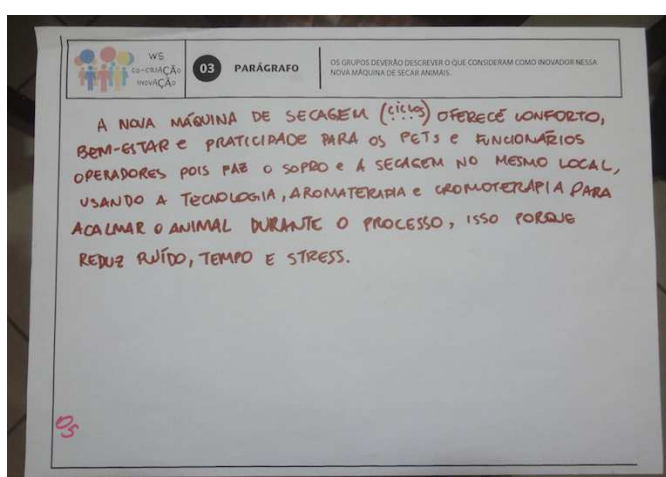 WS
CO-CRIAÇÃO
INOVAÇÃO
03 PARÁGRAFO
OS GRUPOS DEVERÃO DESCREVER O QUE CONSIDERAM COMO INOVADOR NESSA
NOVA MÁQUINA DE SECAR ANIMAIS.
A NOVA MÁQUINA DE SECAGEM (ciclos) OFERECE CONFORTO,
BEM-ESTAR e PRATICIDADE PARA OS PETS e FUNCIONÁRIOS
OPERADORES POIS FAZ O SOPRO e A SECAGEM NO MESMO LOCAL,
USANDO A TECNOLOGIA, AROMATERAPIA e CROMOTERAPIA PARA
ACALMAR O ANIMAL DURANTE O PROCESSO, ISSO PORQUE
REDUZ RUÍDO, TEMPO E STRESS.